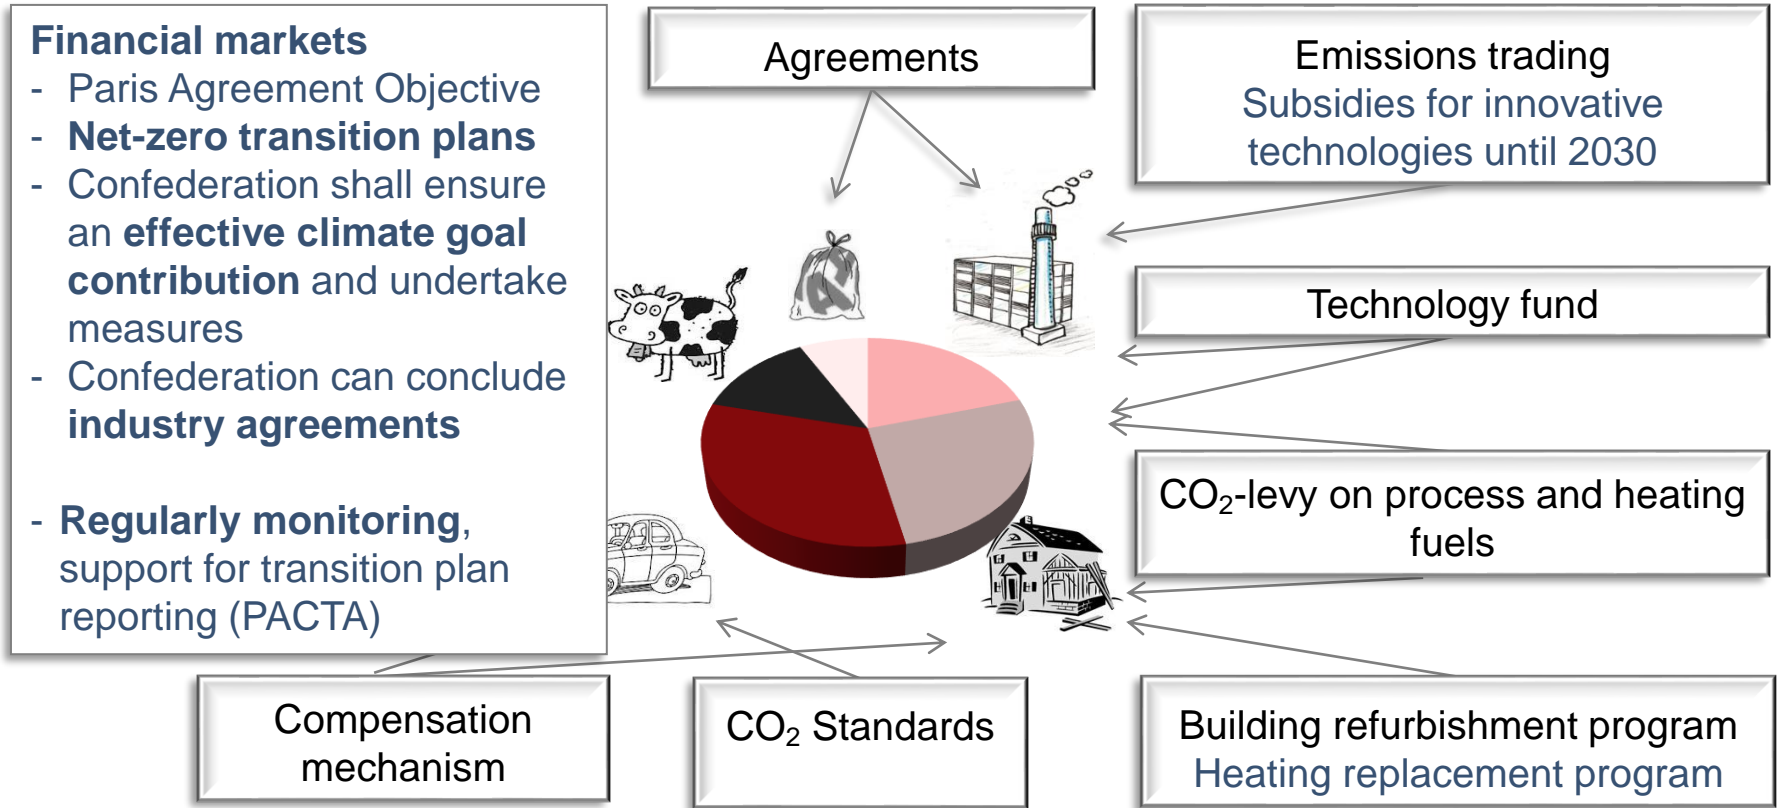 Financial markets
- Paris Agreement Objective
- Net-zero transition plans
- Confederation shall ensure
an effective climate goal
contribution and undertake
measures
- Confederation can conclude
industry agreements
- Regularly monitoring,
support for transition plan
reporting (PACTA)
Agreements
Emissions trading
Subsidies for innovative
technologies until 2030
Technology fund
CO₂-levy on process and heating
fuels
Compensation
mechanism
CO₂ Standards
Building refurbishment program
Heating replacement program